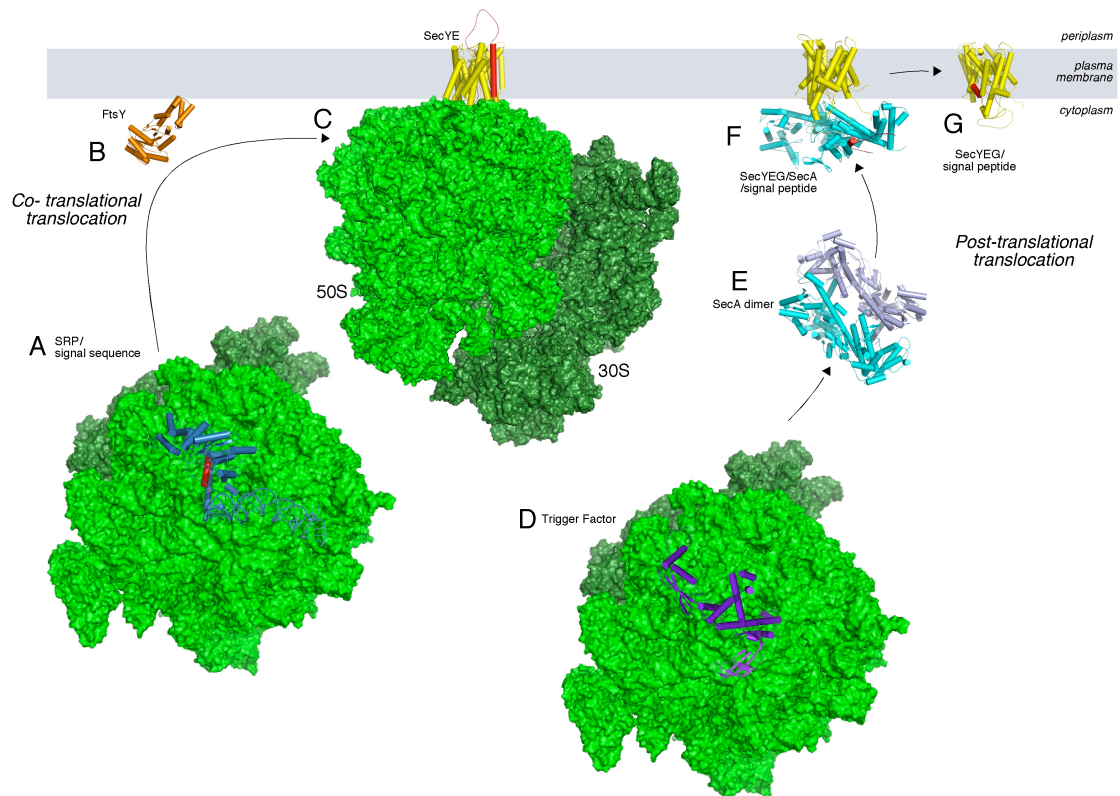 SecYE
periplasm
plasma
membrane
cytoplasm
FtsY
B
C
F
G
SecYEG/
signal peptide
SecYEG/SecA
/signal peptide
Co- translational
translocation
Post-translational
translocation
E
SecA dimer
50S
30S
A
SRP/
signal sequence
D
Trigger Factor